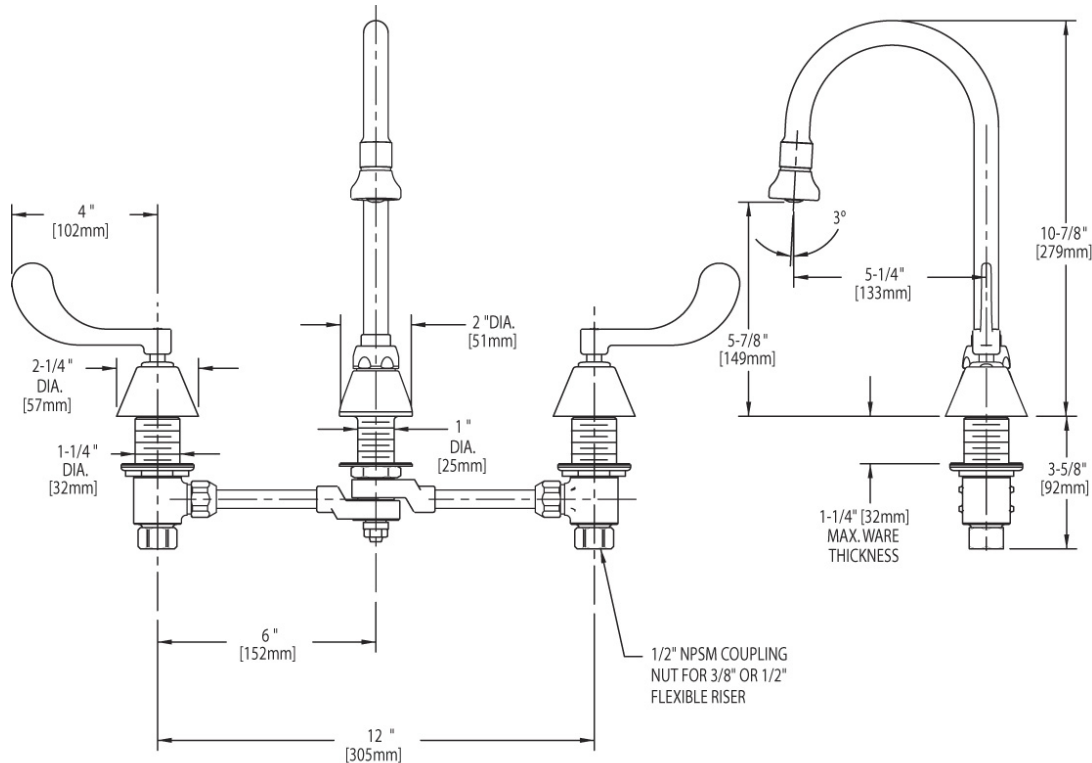 4 "
[102mm]
2-1/4"
DIA.
[57mm]
1-1/4"
DIA.
[32mm]
2 "DIA.
[51mm]
1 "
DIA.
[25mm]
6 "
[152mm]
12 "
[305mm]
1/2" NPSM COUPLING
NUT FOR 3/8" OR 1/2"
FLEXIBLE RISER
3º
5-1/4"
[133mm]
5-7/8"
[149mm]
10-7/8"
[279mm]
3-5/8"
[92mm]
1-1/4" [32mm]
MAX. WARE
THICKNESS